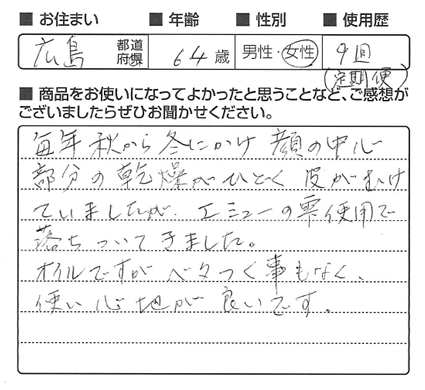 ■ お住まい ■ 年齢 ■ 性別 ■ 使用歴
広島 都道府県 64歳 男性・女性 9回
(定期便)
■ 商品をお使いになってよかったと思うことなど、ご感想が
ございましたらぜひお聞かせください。
毎年秋から冬にかけ 顔の中心
部分の乾燥がひどく 皮がむけ
ていましたが、エミューの雫使用で
落ちついてきました。
オイルですが ベタつく事もなく、
使い心地が良いです。